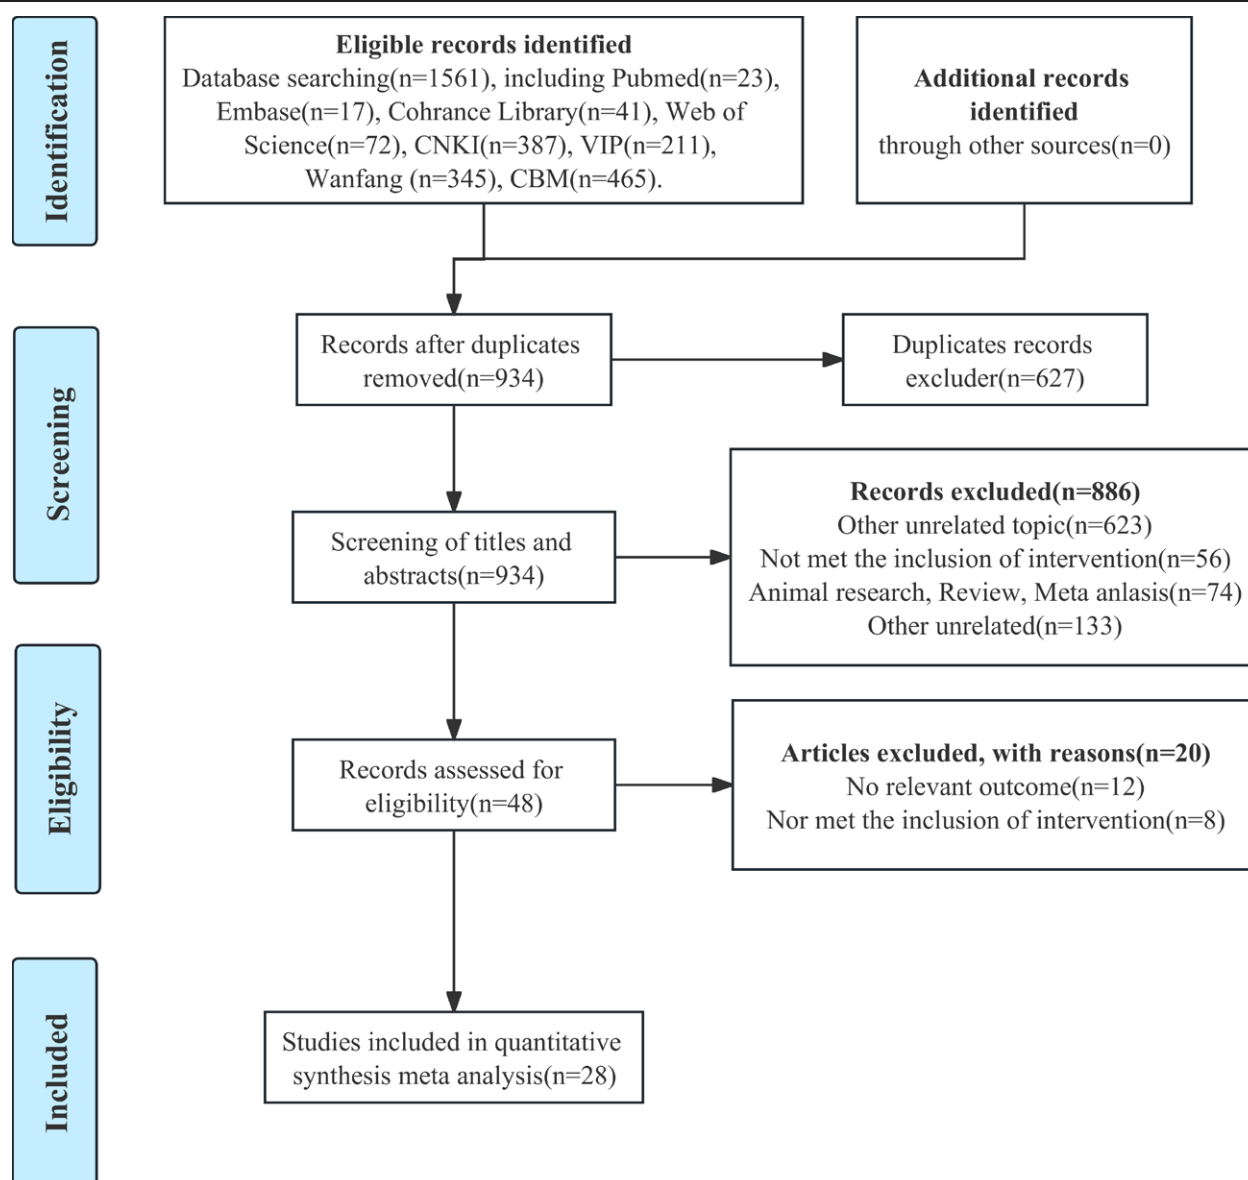 Identification
Eligible records identified
Database searching(n=1561), including Pubmed(n=23),
Embase(n=17), Cohrance Library(n=41), Web of
Science(n=72), CNKI(n=387), VIP(n=211),
Wanfang (n=345), CBM(n=465).
Additional records
identified
through other sources(n=0)
Screening
Records after duplicates
removed(n=934)
Duplicates records
excluder(n=627)
Screening of titles and
abstracts(n=934)
Records excluded(n=886)
Other unrelated topic(n=623)
Not met the inclusion of intervention(n=56)
Animal research, Review, Meta anlasis(n=74)
Other unrelated(n=133)
Eligibility
Records assessed for
eligibility(n=48)
Articles excluded, with reasons(n=20)
No relevant outcome(n=12)
Nor met the inclusion of intervention(n=8)
Included
Studies included in quantitative
synthesis meta analysis(n=28)